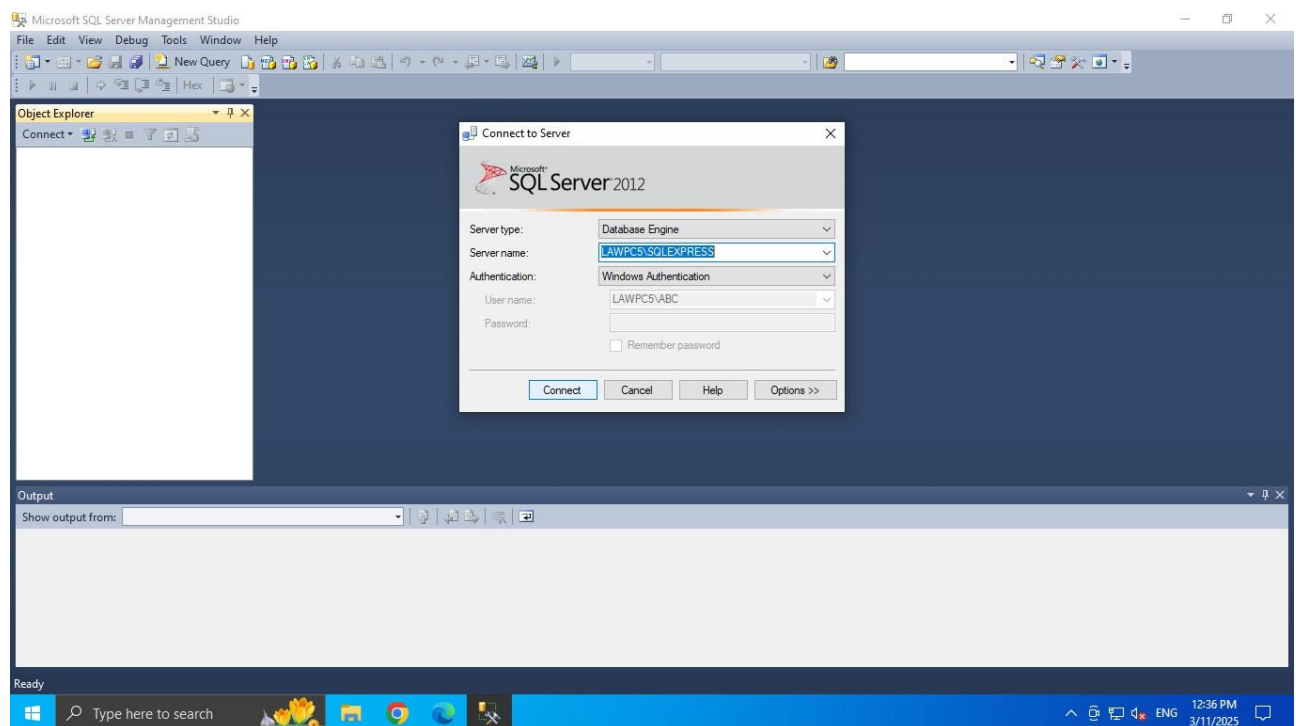 Microsoft SQL Server Management Studio
File Edit View Debug Tools Window Help
New Query
Hex
Object Explorer
Connect
Connect to Server
Microsoft
SQL Server 2012
Server type: Database Engine
Server name: LAWPC5\SQLEXPRESS
Authentication: Windows Authentication
User name: LAWPC5\ABC
Password:
Remember password
Connect Cancel Help Options >>
Output
Show output from:
Ready
Type here to search
ENG
12:36 PM
3/11/2025